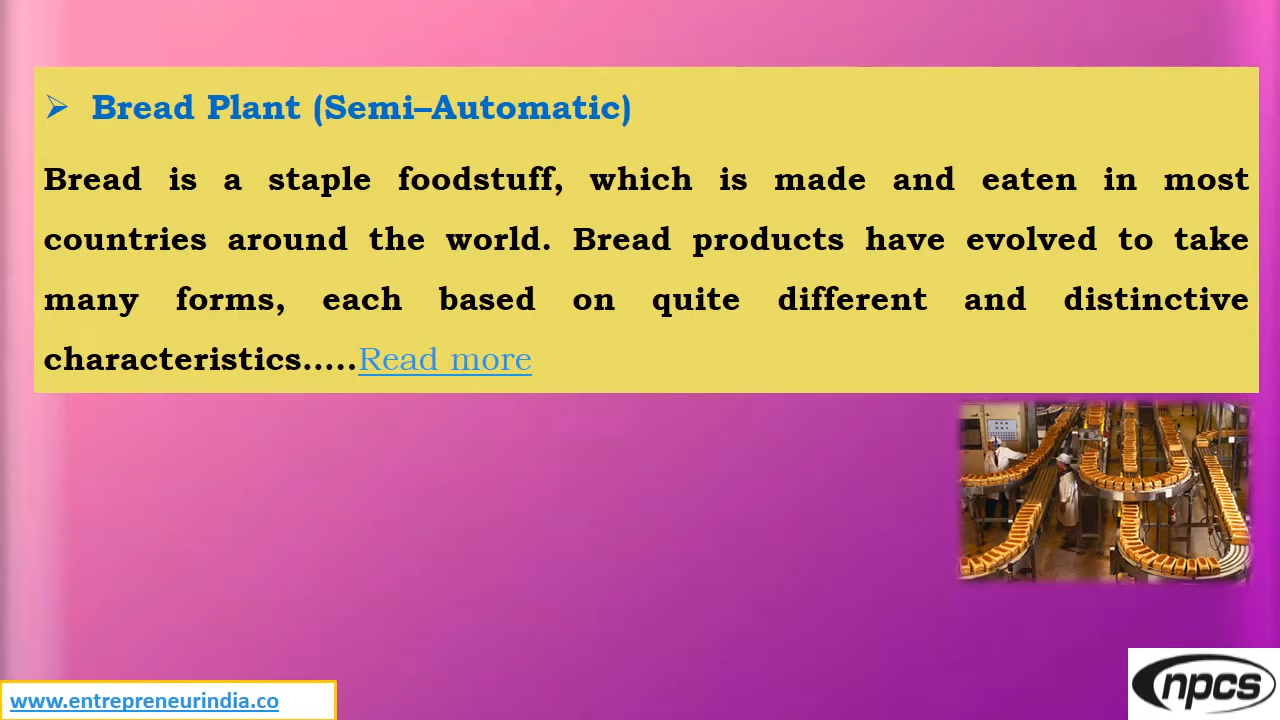 Bread Plant (Semi–Automatic)
Bread is a staple foodstuff, which is made and eaten in most
countries around the world. Bread products have evolved to take
many forms, each based on quite different and distinctive
characteristics.....Read more
www.entrepreneurindia.co
npcs